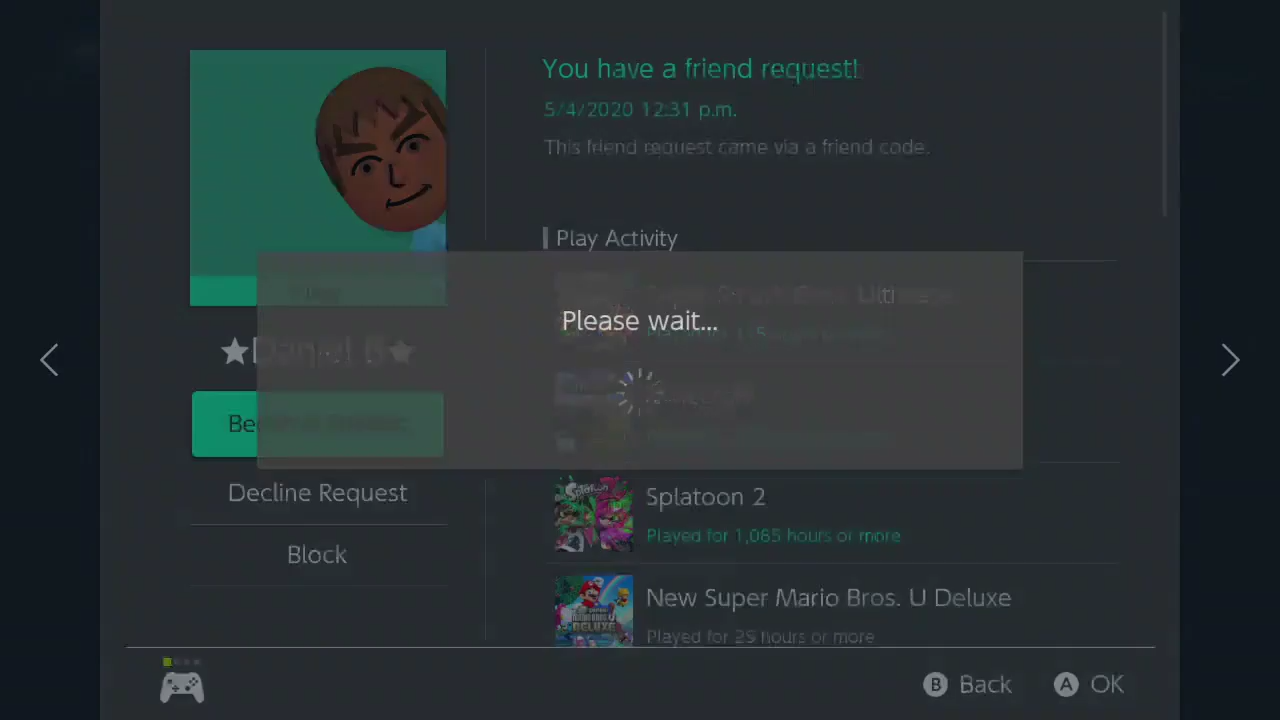 You have a friend request!
5/4/2020 12:31 p.m.
This friend request came via a friend code.
Play Activity
Please wait...
★Daniel B★
Decline Request
Block
Splatoon 2
Played for 1,065 hours or more
New Super Mario Bros. U Deluxe
Played for 25 hours or more
B Back
A OK